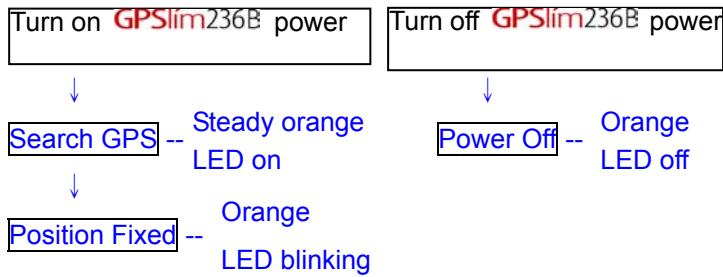 Turn on GPSlim236B power
↓
Search GPS -- Steady orange
LED on
↓
Position Fixed -- Orange
LED blinking
Turn off GPSlim236B power
↓
Power Off -- Orange
LED off